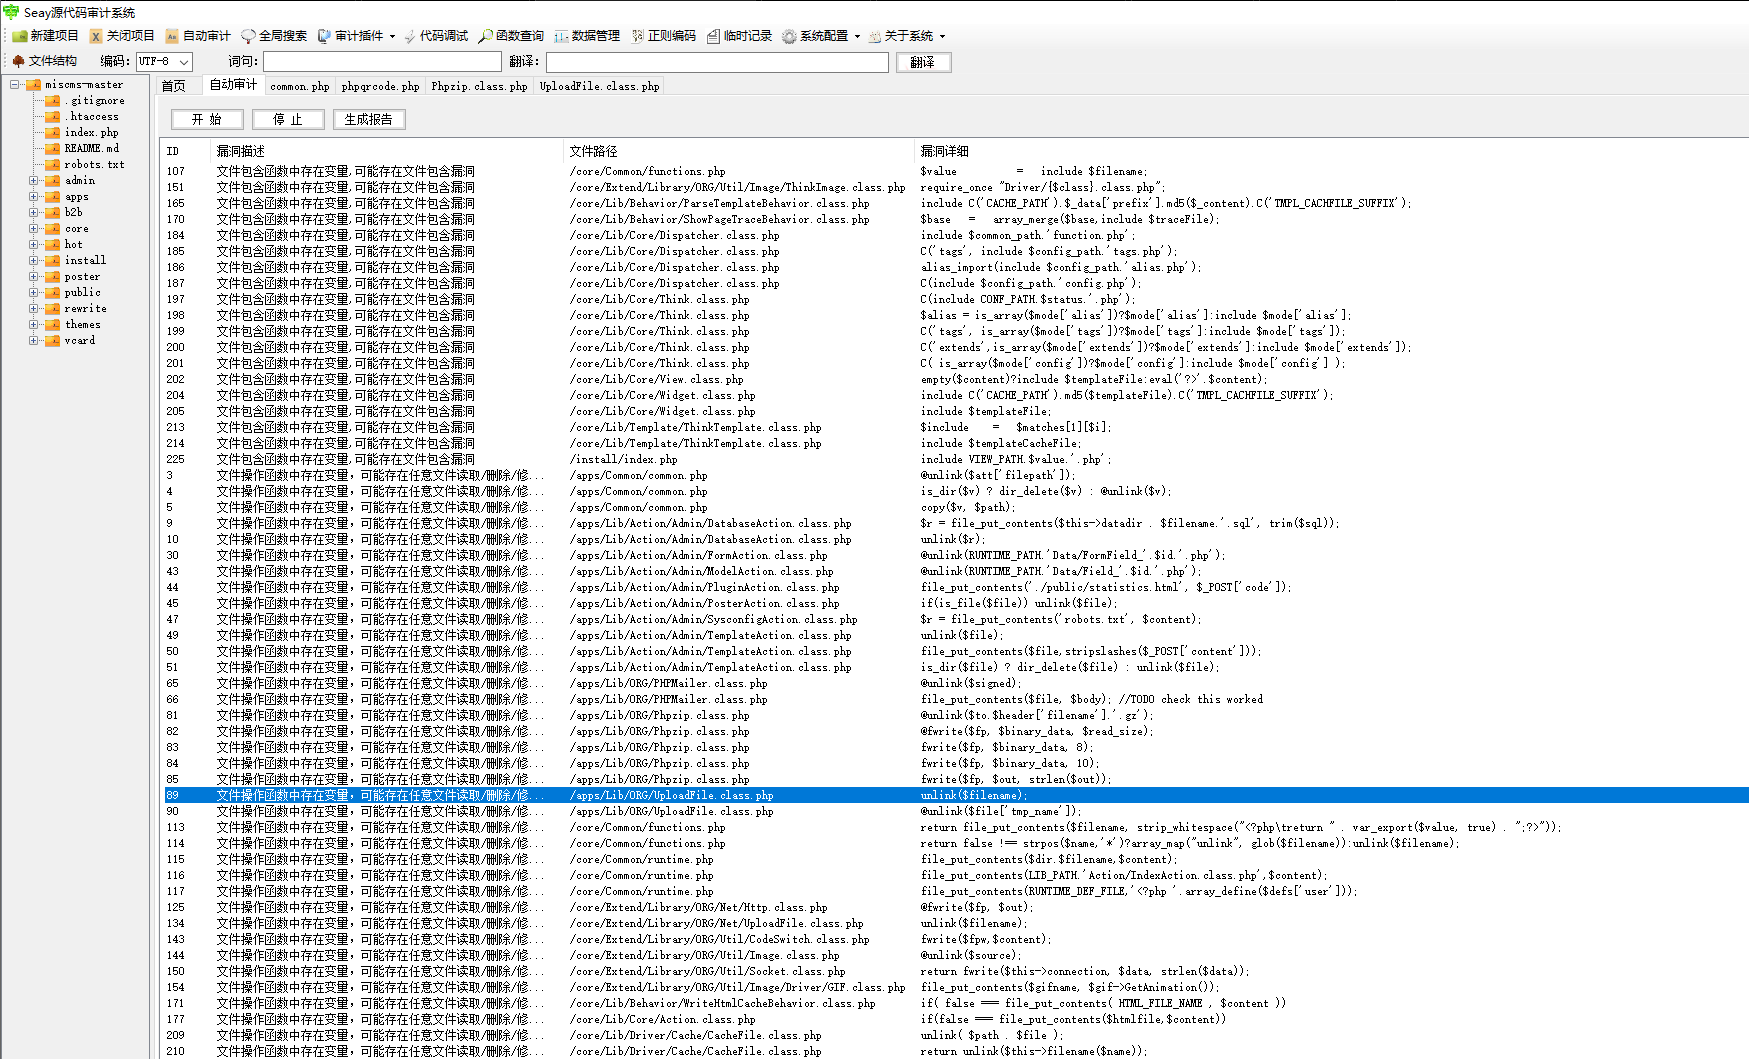 Seay源代码审计系统
新建项目 关闭项目 自动审计 全局搜索 审计插件 代码调试 函数查询 数据管理 正则编码 临时记录 系统配置 关于系统
文件结构 编码: UTF-8 词句: 翻译: 翻译
miscms-master
.gitignore
.htaccess
index.php
README.md
robots.txt
admin
apps
b2b
core
hot
install
poster
public
rewrite
themes
vcard
首页 自动审计 common.php phpqrcode.php Phpzip.class.php UploadFile.class.php
开 始 停 止 生成报告
ID 漏洞描述 文件路径 漏洞详细
107 文件包含函数中存在变量,可能存在文件包含漏洞 /core/Common/functions.php $value = include $filename;
151 文件包含函数中存在变量,可能存在文件包含漏洞 /core/Extend/Library/ORG/Util/Image/ThinkImage.class.php require_once "Driver/{$class}.class.php";
165 文件包含函数中存在变量,可能存在文件包含漏洞 /core/Lib/Behavior/ParseTemplateBehavior.class.php include C('CACHE_PATH').$_data['prefix'].md5($_content).C('TMPL_CACHFILE_SUFFIX');
170 文件包含函数中存在变量,可能存在文件包含漏洞 /core/Lib/Behavior/ShowPageTraceBehavior.class.php $base = array_merge($base,include $traceFile);
184 文件包含函数中存在变量,可能存在文件包含漏洞 /core/Lib/Core/Dispatcher.class.php include $common_path.'function.php';
185 文件包含函数中存在变量,可能存在文件包含漏洞 /core/Lib/Core/Dispatcher.class.php C('tags', include $config_path.'tags.php');
186 文件包含函数中存在变量,可能存在文件包含漏洞 /core/Lib/Core/Dispatcher.class.php alias_import(include $config_path.'alias.php');
187 文件包含函数中存在变量,可能存在文件包含漏洞 /core/Lib/Core/Dispatcher.class.php C(include $config_path.'config.php');
197 文件包含函数中存在变量,可能存在文件包含漏洞 /core/Lib/Core/Think.class.php C(include CONF_PATH.$status.'.php');
198 文件包含函数中存在变量,可能存在文件包含漏洞 /core/Lib/Core/Think.class.php $alias = is_array($mode['alias'])?$mode['alias']:include $mode['alias'];
199 文件包含函数中存在变量,可能存在文件包含漏洞 /core/Lib/Core/Think.class.php C('tags', is_array($mode['tags'])?$mode['tags']:include $mode['tags']);
200 文件包含函数中存在变量,可能存在文件包含漏洞 /core/Lib/Core/Think.class.php C('extends',is_array($mode['extends'])?$mode['extends']:include $mode['extends']);
201 文件包含函数中存在变量,可能存在文件包含漏洞 /core/Lib/Core/Think.class.php C( is_array($mode['config'])?$mode['config']:include $mode['config'] );
202 文件包含函数中存在变量,可能存在文件包含漏洞 /core/Lib/Core/View.class.php empty($content)?include $templateFile:eval('?>'.$content);
204 文件包含函数中存在变量,可能存在文件包含漏洞 /core/Lib/Core/Widget.class.php include C('CACHE_PATH').md5($templateFile).C('TMPL_CACHFILE_SUFFIX');
205 文件包含函数中存在变量,可能存在文件包含漏洞 /core/Lib/Core/Widget.class.php include $templateFile;
213 文件包含函数中存在变量,可能存在文件包含漏洞 /core/Lib/Template/ThinkTemplate.class.php $include = $matches[1][$i];
214 文件包含函数中存在变量,可能存在文件包含漏洞 /core/Lib/Template/ThinkTemplate.class.php include $templateCacheFile;
225 文件包含函数中存在变量,可能存在文件包含漏洞 /install/index.php include VIEW_PATH.$value.'.php';
3 文件操作函数中存在变量，可能存在任意文件读取/删除/修... /apps/Common/common.php @unlink($att['filepath']);
4 文件操作函数中存在变量，可能存在任意文件读取/删除/修... /apps/Common/common.php is_dir($v) ? dir_delete($v) : @unlink($v);
5 文件操作函数中存在变量，可能存在任意文件读取/删除/修... /apps/Common/common.php copy($v, $path);
9 文件操作函数中存在变量，可能存在任意文件读取/删除/修... /apps/Lib/Action/Admin/DatabaseAction.class.php $r = file_put_contents($this->datadir . $filename.'.sql', trim($sql));
10 文件操作函数中存在变量，可能存在任意文件读取/删除/修... /apps/Lib/Action/Admin/DatabaseAction.class.php unlink($r);
30 文件操作函数中存在变量，可能存在任意文件读取/删除/修... /apps/Lib/Action/Admin/FormAction.class.php @unlink(RUNTIME_PATH.'Data/FormField_'.$id.'.php');
43 文件操作函数中存在变量，可能存在任意文件读取/删除/修... /apps/Lib/Action/Admin/ModelAction.class.php @unlink(RUNTIME_PATH.'Data/Field_'.$id.'.php');
44 文件操作函数中存在变量，可能存在任意文件读取/删除/修... /apps/Lib/Action/Admin/PluginAction.class.php file_put_contents('./public/statistics.html', $_POST['code']);
45 文件操作函数中存在变量，可能存在任意文件读取/删除/修... /apps/Lib/Action/Admin/PosterAction.class.php if(is_file($file)) unlink($file);
47 文件操作函数中存在变量，可能存在任意文件读取/删除/修... /apps/Lib/Action/Admin/SysconfigAction.class.php $r = file_put_contents('robots.txt', $content);
49 文件操作函数中存在变量，可能存在任意文件读取/删除/修... /apps/Lib/Action/Admin/TemplateAction.class.php unlink($file);
50 文件操作函数中存在变量，可能存在任意文件读取/删除/修... /apps/Lib/Action/Admin/TemplateAction.class.php file_put_contents($file,stripslashes($_POST['content']));
51 文件操作函数中存在变量，可能存在任意文件读取/删除/修... /apps/Lib/Action/Admin/TemplateAction.class.php is_dir($file) ? dir_delete($file) : unlink($file);
65 文件操作函数中存在变量，可能存在任意文件读取/删除/修... /apps/Lib/ORG/PHPMailer.class.php @unlink($signed);
66 文件操作函数中存在变量，可能存在任意文件读取/删除/修... /apps/Lib/ORG/PHPMailer.class.php file_put_contents($file, $body); //TODO check this worked
81 文件操作函数中存在变量，可能存在任意文件读取/删除/修... /apps/Lib/ORG/Phpzip.class.php @unlink($to.$header['filename'].'.gz');
82 文件操作函数中存在变量，可能存在任意文件读取/删除/修... /apps/Lib/ORG/Phpzip.class.php @fwrite($fp, $binary_data, $read_size);
83 文件操作函数中存在变量，可能存在任意文件读取/删除/修... /apps/Lib/ORG/Phpzip.class.php fwrite($fp, $binary_data, 8);
84 文件操作函数中存在变量，可能存在任意文件读取/删除/修... /apps/Lib/ORG/Phpzip.class.php fwrite($fp, $binary_data, 10);
85 文件操作函数中存在变量，可能存在任意文件读取/删除/修... /apps/Lib/ORG/Phpzip.class.php fwrite($fp, $out, strlen($out));
89 文件操作函数中存在变量，可能存在任意文件读取/删除/修... /apps/Lib/ORG/UploadFile.class.php unlink($filename);
90 文件操作函数中存在变量，可能存在任意文件读取/删除/修... /apps/Lib/ORG/UploadFile.class.php @unlink($file['tmp_name']);
113 文件操作函数中存在变量，可能存在任意文件读取/删除/修... /core/Common/functions.php return file_put_contents($filename, strip_whitespace("<?php\treturn " . var_export($value, true) . ";?>"));
114 文件操作函数中存在变量，可能存在任意文件读取/删除/修... /core/Common/functions.php return false !== strpos($name,'*')?array_map("unlink", glob($filename)):unlink($filename);
115 文件操作函数中存在变量，可能存在任意文件读取/删除/修... /core/Common/runtime.php file_put_contents($dir.$filename,$content);
116 文件操作函数中存在变量，可能存在任意文件读取/删除/修... /core/Common/runtime.php file_put_contents(LIB_PATH.'Action/IndexAction.class.php',$content);
117 文件操作函数中存在变量，可能存在任意文件读取/删除/修... /core/Common/runtime.php file_put_contents(RUNTIME_DEF_FILE,'<?php '.array_define($defs['user']));
125 文件操作函数中存在变量，可能存在任意文件读取/删除/修... /core/Extend/Library/ORG/Net/Http.class.php @fwrite($fp, $out);
134 文件操作函数中存在变量，可能存在任意文件读取/删除/修... /core/Extend/Library/ORG/Net/UploadFile.class.php unlink($filename);
143 文件操作函数中存在变量，可能存在任意文件读取/删除/修... /core/Extend/Library/ORG/Util/CodeSwitch.class.php fwrite($fpw,$content);
144 文件操作函数中存在变量，可能存在任意文件读取/删除/修... /core/Extend/Library/ORG/Util/Image.class.php @unlink($source);
150 文件操作函数中存在变量，可能存在任意文件读取/删除/修... /core/Extend/Library/ORG/Util/Socket.class.php return fwrite($this->connection, $data, strlen($data));
154 文件操作函数中存在变量，可能存在任意文件读取/删除/修... /core/Extend/Library/ORG/Util/Image/Driver/GIF.class.php file_put_contents($gifname, $gif->GetAnimation());
171 文件操作函数中存在变量，可能存在任意文件读取/删除/修... /core/Lib/Behavior/WriteHtmlCacheBehavior.class.php if( false === file_put_contents( HTML_FILE_NAME , $content ))
177 文件操作函数中存在变量，可能存在任意文件读取/删除/修... /core/Lib/Core/Action.class.php if(false === file_put_contents($htmlfile,$content))
209 文件操作函数中存在变量，可能存在任意文件读取/删除/修... /core/Lib/Driver/Cache/CacheFile.class.php unlink( $path . $file );
210 文件操作函数中存在变量，可能存在任意文件读取/删除/修... /core/Lib/Driver/Cache/CacheFile.class.php return unlink($this->filename($name));